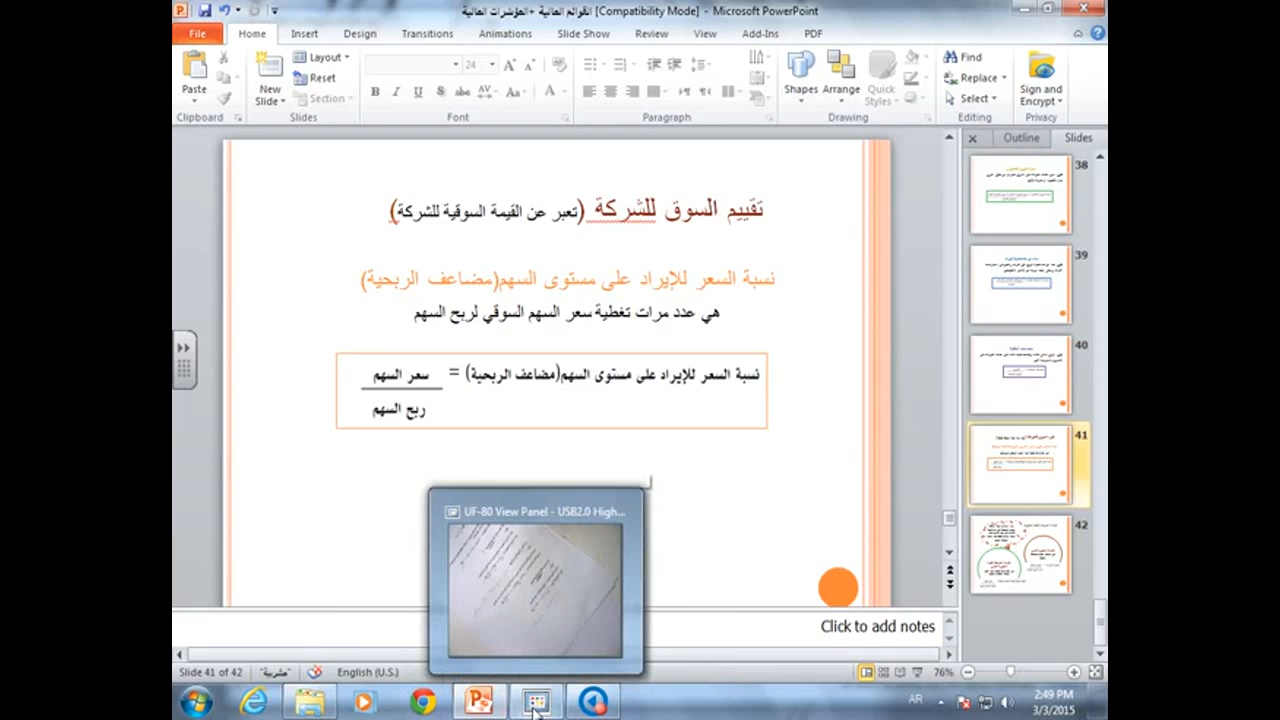 القوائم المالية +المؤشرات المالية [Compatibility Mode] - Microsoft PowerPoint
File Home Insert Design Transitions Animations Slide Show Review View Add-Ins PDF
Paste
New Slide
Layout
Reset
Section
24
B I U S abc AV Aa A
Shapes Arrange Quick Styles
Find
Replace
Select
Sign and Encrypt
Clipboard Slides Font Paragraph Drawing Editing Privacy
Outline Slides
تقييم السوق للشركة (تعبر عن القيمة السوقية للشركة)
نسبة السعر للإيراد على مستوى السهم(مضاعف الربحية)
هي عدد مرات تغطية سعر السهم السوقي لربح السهم
نسبة السعر للإيراد على مستوى السهم(مضاعف الربحية) = سعر السهم
ربح السهم
38
39
40
41
42
UF-80 View Panel - USB2.0 High...
Click to add notes
Slide 41 of 42 English (U.S.) 76%
AR
2:49 PM
3/3/2015